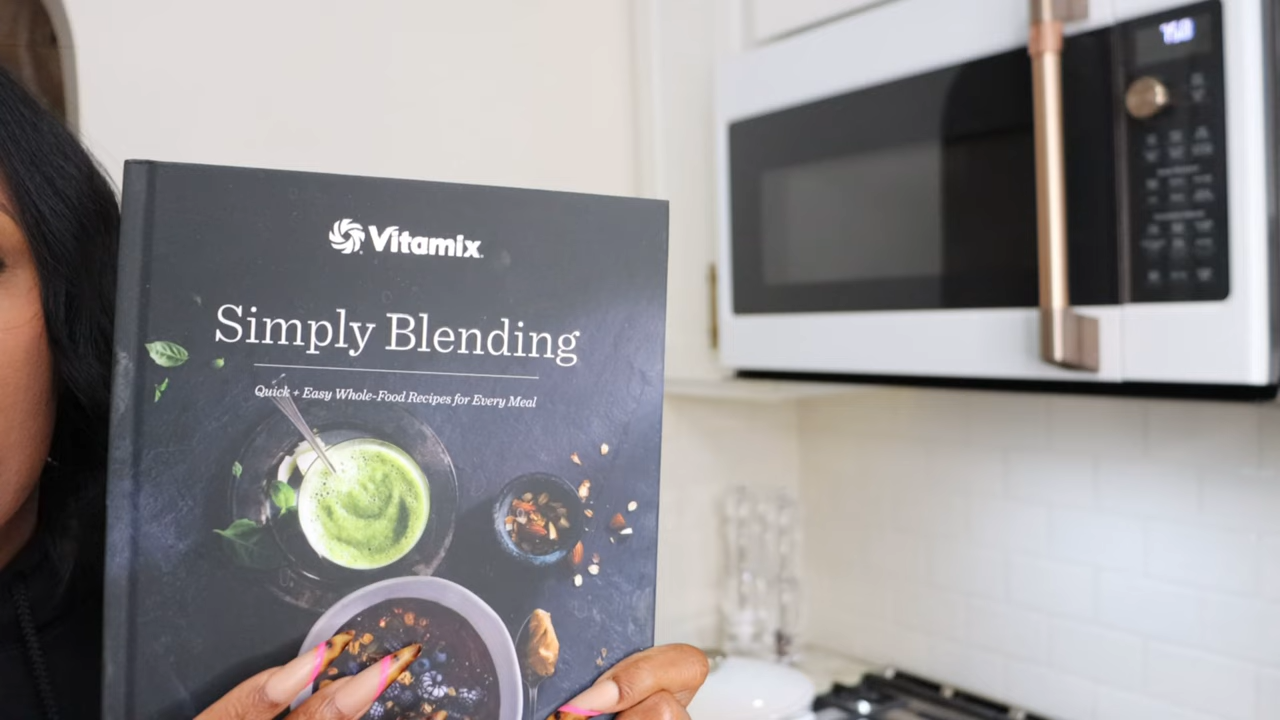 Vitamix
Simply Blending
Quick + Easy Whole-Food Recipes for Every Meal